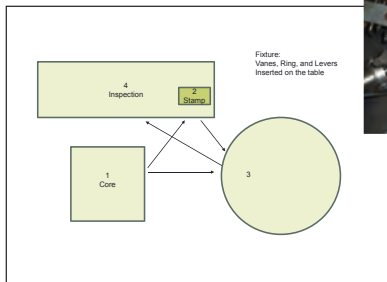 Fixture:
Vanes, Ring, and Levers
Inserted on the table
4
Inspection
2
Stamp
1
Core
3